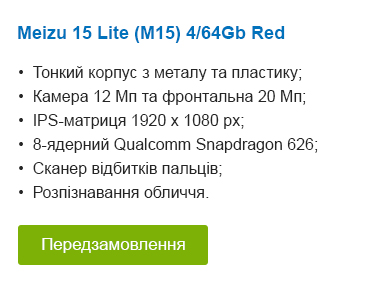 Meizu 15 Lite (M15) 4/64Gb Red
• Тонкий корпус з металу та пластику;
• Камера 12 Мп та фронтальна 20 Мп;
• IPS-матриця 1920 x 1080 px;
• 8-ядерний Qualcomm Snapdragon 626;
• Сканер відбитків пальців;
• Розпізнавання обличчя.
Передзамовлення